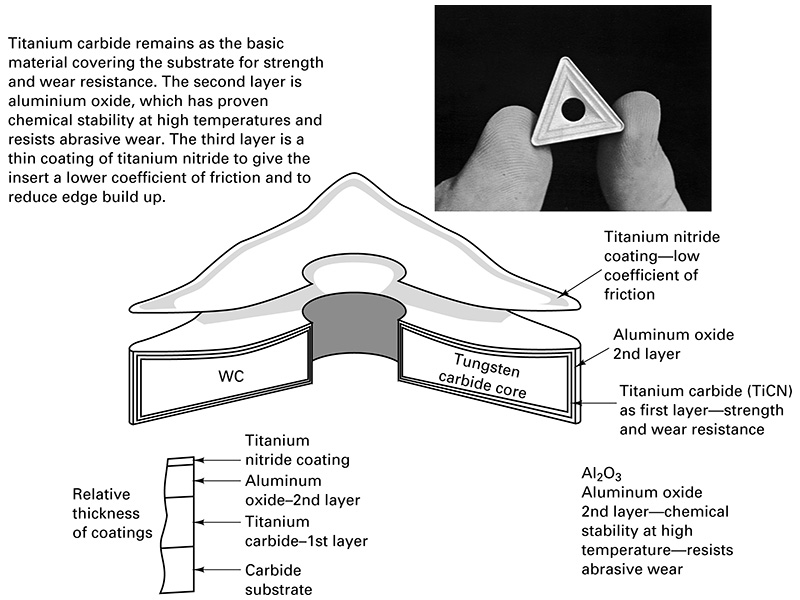 Titanium carbide remains as the basic
material covering the substrate for strength
and wear resistance. The second layer is
aluminium oxide, which has proven
chemical stability at high temperatures and
resists abrasive wear. The third layer is a
thin coating of titanium nitride to give the
insert a lower coefficient of friction and to
reduce edge build up.
Titanium nitride
coating—low
coefficient of
friction
Aluminum oxide
2nd layer
WC
Tungsten
carbide core
Titanium carbide (TiCN)
as first layer—strength
and wear resistance
Relative
thickness
of coatings
Titanium
nitride coating
Aluminum
oxide–2nd layer
Titanium
carbide–1st layer
Carbide
substrate
Al₂O₃
Aluminum oxide
2nd layer—chemical
stability at high
temperature—resists
abrasive wear